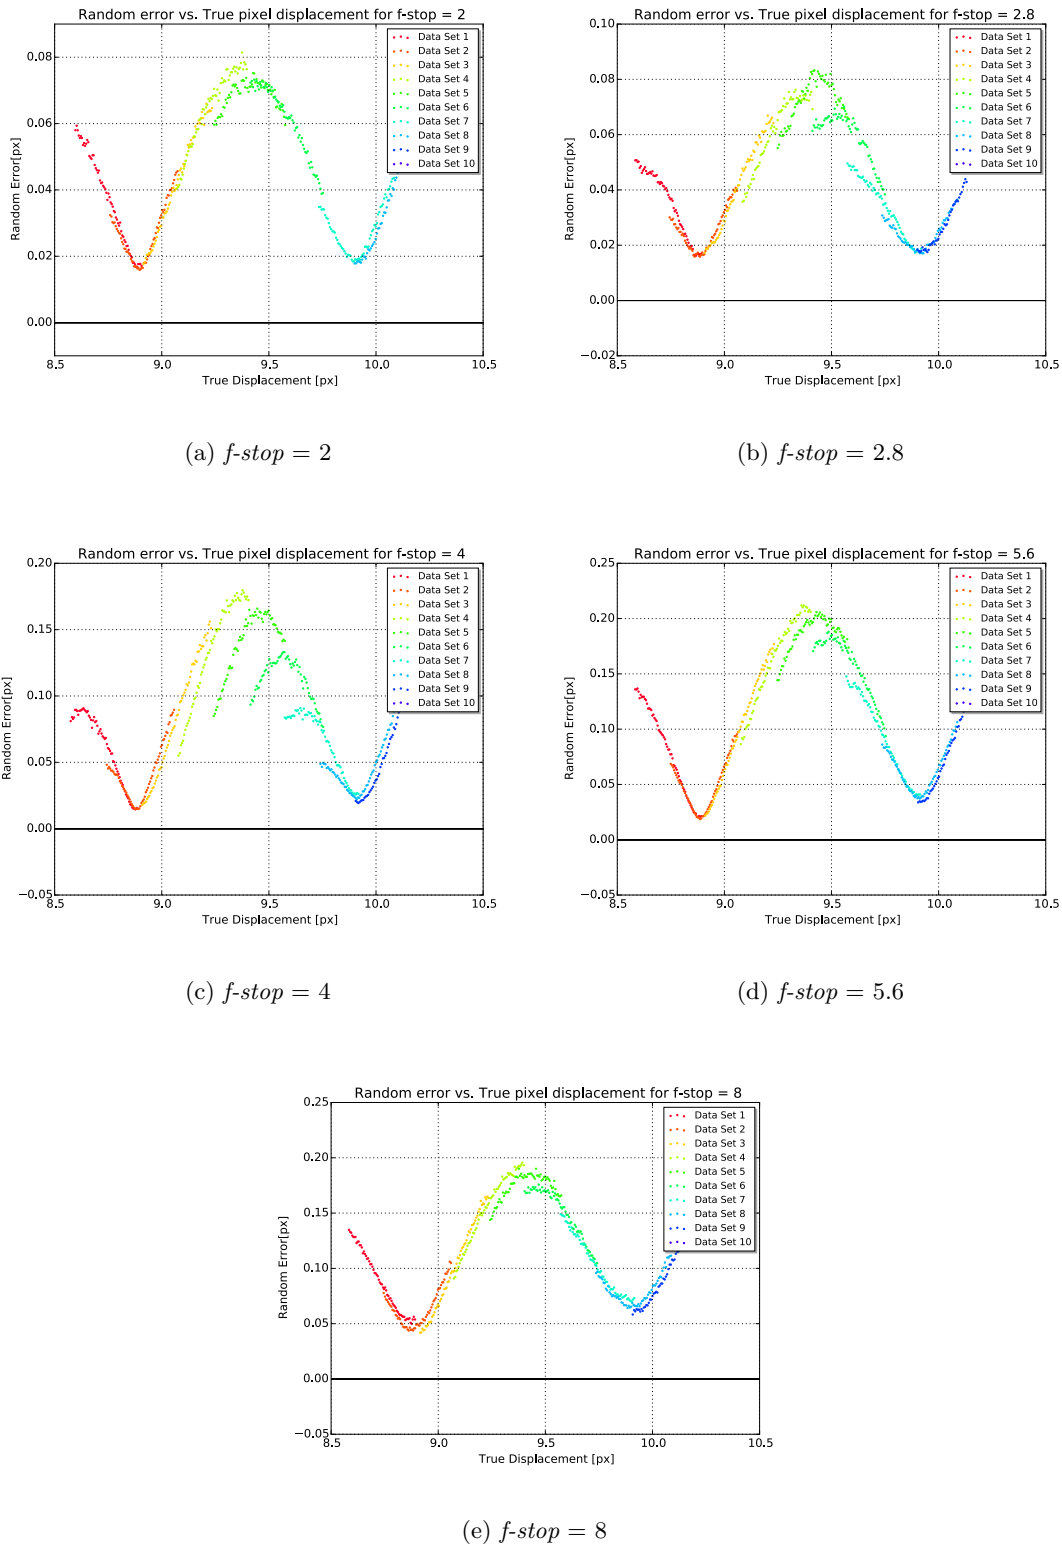 Random error vs. True pixel displacement for f-stop = 2
Random Error[px]
0.08
0.06
0.04
0.02
0.00
8.5 9.0 9.5 10.0 10.5
True Displacement [px]
Data Set 1
Data Set 2
Data Set 3
Data Set 4
Data Set 5
Data Set 6
Data Set 7
Data Set 8
Data Set 9
Data Set 10
(a) f-stop = 2
Random error vs. True pixel displacement for f-stop = 2.8
Random Error[px]
0.10
0.08
0.06
0.04
0.02
0.00
−0.02
8.5 9.0 9.5 10.0 10.5
True Displacement [px]
Data Set 1
Data Set 2
Data Set 3
Data Set 4
Data Set 5
Data Set 6
Data Set 7
Data Set 8
Data Set 9
Data Set 10
(b) f-stop = 2.8
Random error vs. True pixel displacement for f-stop = 4
Random Error[px]
0.20
0.15
0.10
0.05
0.00
−0.05
8.5 9.0 9.5 10.0 10.5
True Displacement [px]
Data Set 1
Data Set 2
Data Set 3
Data Set 4
Data Set 5
Data Set 6
Data Set 7
Data Set 8
Data Set 9
Data Set 10
(c) f-stop = 4
Random error vs. True pixel displacement for f-stop = 5.6
Random Error[px]
0.25
0.20
0.15
0.10
0.05
0.00
−0.05
8.5 9.0 9.5 10.0 10.5
True Displacement [px]
Data Set 1
Data Set 2
Data Set 3
Data Set 4
Data Set 5
Data Set 6
Data Set 7
Data Set 8
Data Set 9
Data Set 10
(d) f-stop = 5.6
Random error vs. True pixel displacement for f-stop = 8
Random Error[px]
0.25
0.20
0.15
0.10
0.05
0.00
−0.05
8.5 9.0 9.5 10.0 10.5
True Displacement [px]
Data Set 1
Data Set 2
Data Set 3
Data Set 4
Data Set 5
Data Set 6
Data Set 7
Data Set 8
Data Set 9
Data Set 10
(e) f-stop = 8